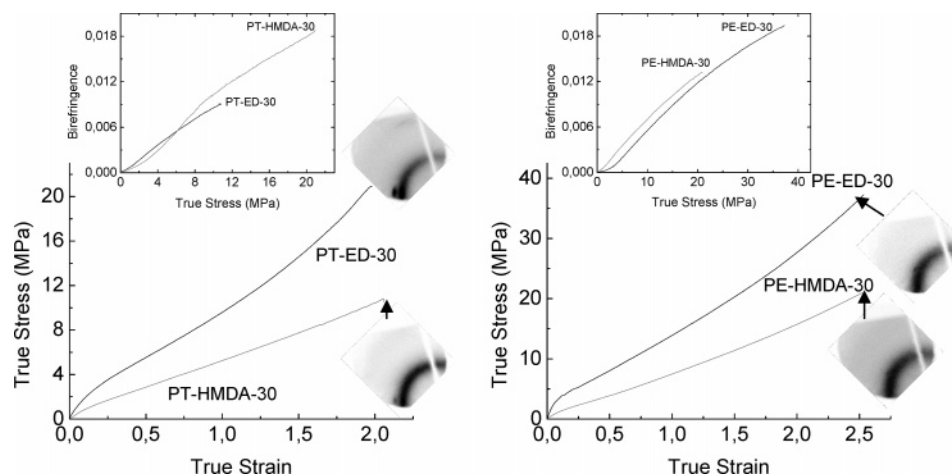 PT-HMDA-30
0,018
0,012
Birefringence
PT-ED-30
0,006
0,000
0 4 8 12 16 20
True Stress (MPa)
20
16
12
8
4
0
True Stress (MPa)
PT-ED-30
PT-HMDA-30
0,0 0,5 1,0 1,5 2,0
True Strain
PE-ED-30
0,018
PE-HMDA-30
0,012
Birefringence
0,006
0,000
0 10 20 30 40
True Stress (MPa)
40
30
20
10
0
True Stress (MPa)
PE-ED-30
PE-HMDA-30
0,0 0,5 1,0 1,5 2,0 2,5
True Strain